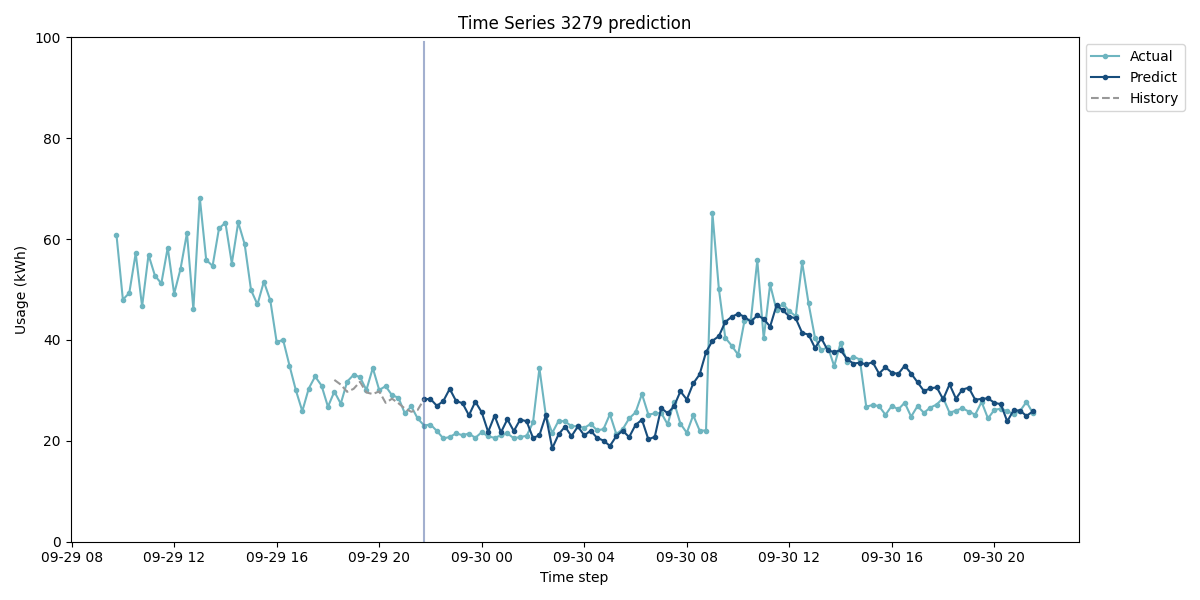 Time Series 3279 prediction
Usage (kWh)
100
80
60
40
20
0
09-29 08
09-29 12
09-29 16
09-29 20
09-30 00
09-30 04
09-30 08
09-30 12
09-30 16
09-30 20
Time step
Actual
Predict
History